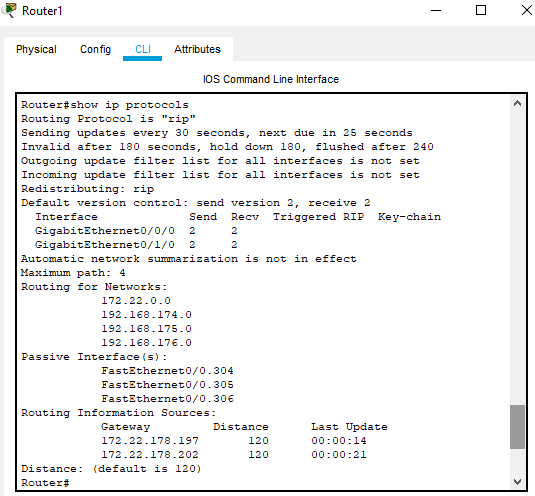 Router1
Physical Config CLI Attributes
IOS Command Line Interface
Router#show ip protocols
Routing Protocol is "rip"
Sending updates every 30 seconds, next due in 25 seconds
Invalid after 180 seconds, hold down 180, flushed after 240
Outgoing update filter list for all interfaces is not set
Incoming update filter list for all interfaces is not set
Redistributing: rip
Default version control: send version 2, receive 2
Interface Send Recv Triggered RIP Key-chain
GigabitEthernet0/0/0 2 2
GigabitEthernet0/1/0 2 2
Automatic network summarization is not in effect
Maximum path: 4
Routing for Networks:
172.22.0.0
192.168.174.0
192.168.175.0
192.168.176.0
Passive Interface(s):
FastEthernet0/0.304
FastEthernet0/0.305
FastEthernet0/0.306
Routing Information Sources:
Gateway Distance Last Update
172.22.178.197 120 00:00:14
172.22.178.202 120 00:00:21
Distance: (default is 120)
Router#